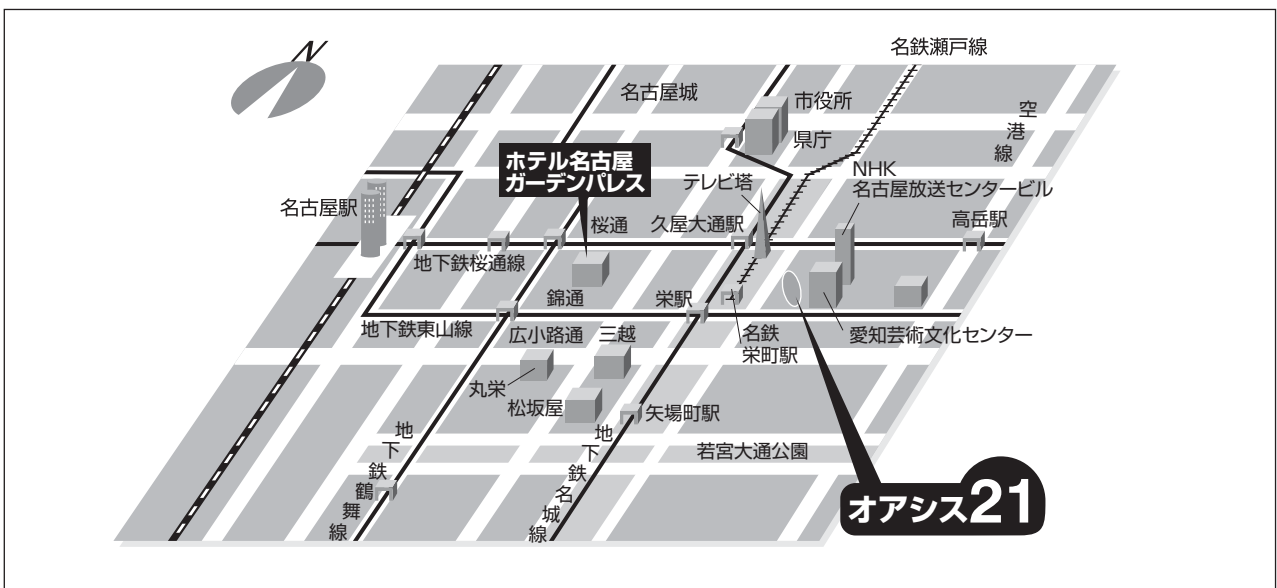 N
名鉄瀬戸線
名古屋城
市役所
空港線
県庁
ホテル名古屋
ガーデンパレス
NHK
名古屋放送センタービル
テレビ塔
名古屋駅
桜通
久屋大通駅
高岳駅
地下鉄桜通線
錦通
栄駅
地下鉄東山線
広小路通
三越
名鉄
栄町駅
愛知芸術文化センター
丸栄
松坂屋
矢場町駅
地下鉄鶴舞線
地下鉄名城線
若宮大通公園
オアシス21